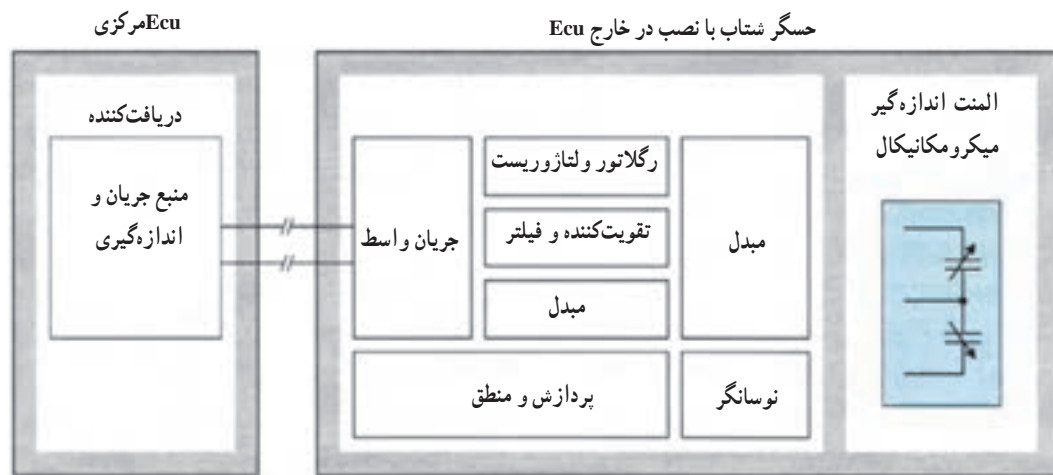 حسگر شتاب با نصب در خارج Ecu
Ecuمرکزی
المنت اندازه‌گیر
میکرومکانیکال
مبدل
رگلاتور ولتاژوریست
تقویت‌کننده و فیلتر
مبدل
جریان واسط
نوسانگر
پردازش و منطق
دریافت‌کننده
منبع جریان و
اندازه‌گیری